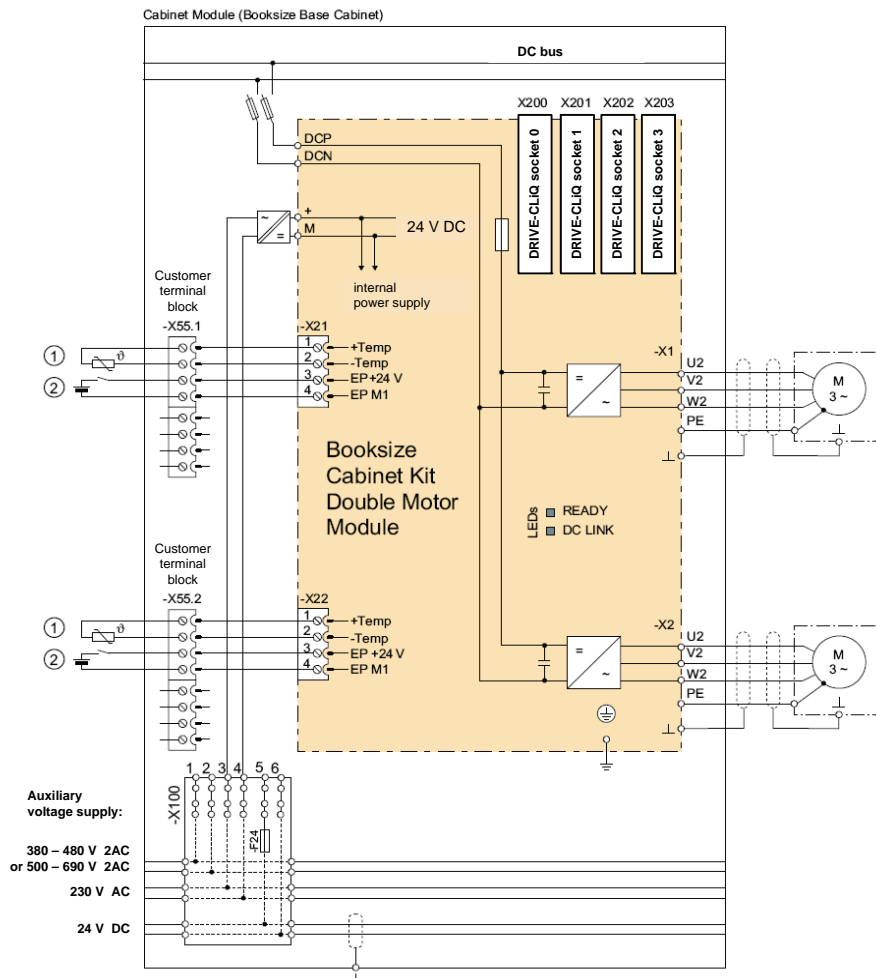 Cabinet Module (Booksize Base Cabinet)
DC bus
X200 X201 X202 X203
DRIVE-CLiQ socket 0
DRIVE-CLiQ socket 1
DRIVE-CLiQ socket 2
DRIVE-CLiQ socket 3
DCP
DCN
~
=
+
M
24 V DC
internal
power supply
Customer
terminal
block
-X55.1
-X21
1
2
3
4
+Temp
-Temp
EP +24 V
EP M1
1
ϑ
2
-X1
=
~
U2
V2
W2
PE
M
3 ~
Booksize
Cabinet Kit
Double Motor
Module
LEDs
READY
DC LINK
Customer
terminal
block
-X55.2
-X22
1
2
3
4
+Temp
-Temp
EP +24 V
EP M1
1
ϑ
2
-X2
=
~
U2
V2
W2
PE
M
3 ~
1 2 3 4 5 6
-X100
-F24
Auxiliary
voltage supply:
380 – 480 V 2AC
or 500 – 690 V 2AC
230 V AC
24 V DC